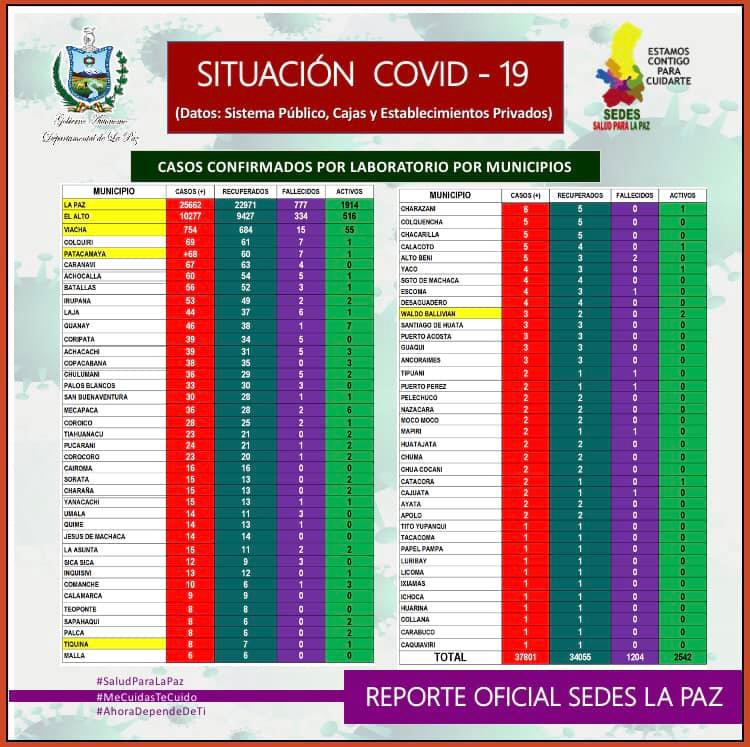 Gobierno Autónomo
Departamental de La Paz
SITUACIÓN COVID - 19
(Datos: Sistema Público, Cajas y Establecimientos Privados)
ESTAMOS
CONTIGO
PARA
CUIDARTE
SEDES
SALUD PARA LA PAZ
CASOS CONFIRMADOS POR LABORATORIO POR MUNICIPIOS
MUNICIPIO CASOS (+) RECUPERADOS FALLECIDOS ACTIVOS
LA PAZ 25662 22971 777 1914
EL ALTO 10277 9427 334 516
VIACHA 754 684 15 55
COLQUIRI 69 61 7 1
PATACAMAYA +68 60 7 1
CARANAVI 67 63 4 0
ACHOCALLA 60 54 5 1
BATALLAS 56 52 3 1
IRUPANA 53 49 2 2
LAJA 44 37 6 1
GUANAY 46 38 1 7
CORIPATA 39 34 5 0
ACHACACHI 39 31 5 3
COPACABANA 38 35 0 3
CHULUMANI 36 29 5 2
PALOS BLANCOS 33 30 3 0
SAN BUENAVENTURA 30 28 1 1
MECAPACA 36 28 2 6
COROICO 28 25 2 1
TIAHUANACU 23 21 0 2
PUCARANI 24 21 1 2
COROCORO 23 20 1 2
CAIROMA 16 16 0 0
SORATA 15 13 0 2
CHARAÑA 15 13 0 2
YANACACHI 15 13 1 1
UMALA 14 11 3 0
QUIME 14 13 1 0
JESUS DE MACHACA 14 14 0 0
LA ASUNTA 15 11 2 2
SICA SICA 12 9 3 0
INQUISIVI 13 12 0 1
COMANCHE 10 6 1 3
CALAMARCA 9 9 0 0
TEOPONTE 8 8 0 0
SAPAHAQUI 8 6 0 2
PALCA 8 6 0 2
TIQUINA 8 7 0 1
MALLA 6 6 0 0
MUNICIPIO CASOS (+) RECUPERADOS FALLECIDOS ACTIVOS
CHARAZANI 6 5 0 1
COLQUENCHA 5 5 0 0
CHACARILLA 5 5 0 0
CALACOTO 5 4 0 1
ALTO BENI 5 3 2 0
YACO 4 3 0 1
SGTO DE MACHACA 4 4 0 0
ESCOMA 4 3 1 0
DESAGUADERO 4 4 0 0
WALDO BALLIVIAN 3 2 0 2
SANTIAGO DE HUATA 3 3 0 0
PUERTO ACOSTA 3 3 0 0
GUAQUI 3 3 0 0
ANCORAIMES 3 3 0 0
TIPUANI 2 1 1 0
PUERTO PEREZ 2 1 1 0
PELECHUCO 2 2 0 0
NAZACARA 2 2 0 0
MOCO MOCO 2 2 0 0
MAPIRI 2 1 1 0
HUATAJATA 2 2 0 0
CHUMA 2 2 0 0
CHUA COCANI 2 2 0 0
CATACORA 2 1 0 1
CAJUATA 2 1 1 0
AYATA 2 2 0 0
APOLO 2 2 0 0
TITO YUPANQUI 1 1 0 0
TACACOMA 1 1 0 0
PAPEL PAMPA 1 1 0 0
LURIBAY 1 1 0 0
LICOMA 1 1 0 0
IXIAMAS 1 1 0 0
ICHOCA 1 1 0 0
HUARINA 1 1 0 0
COLLANA 1 1 0 0
CARABUCO 1 1 0 0
CAQUIAVIRI 1 1 0 0
TOTAL 37801 34055 1204 2542
#SaludParaLaPaz
#MeCuidasTeCuido
#AhoraDependeDeTi
REPORTE OFICIAL SEDES LA PAZ